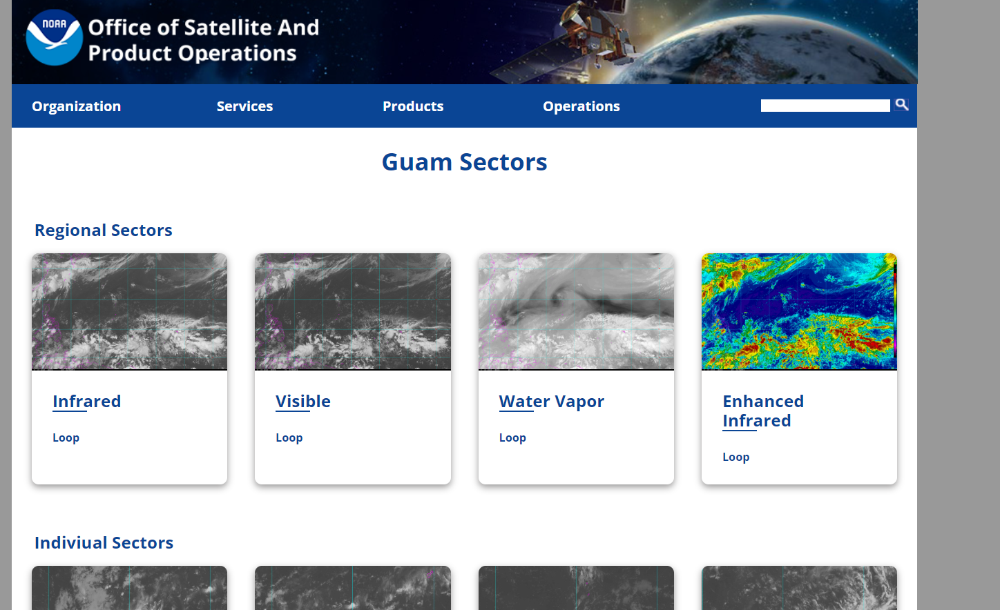 NOAA
Office of Satellite And
Product Operations
Organization
Services
Products
Operations
Guam Sectors
Regional Sectors
Infrared
Loop
Visible
Loop
Water Vapor
Loop
Enhanced
Infrared
Loop
Indiviual Sectors